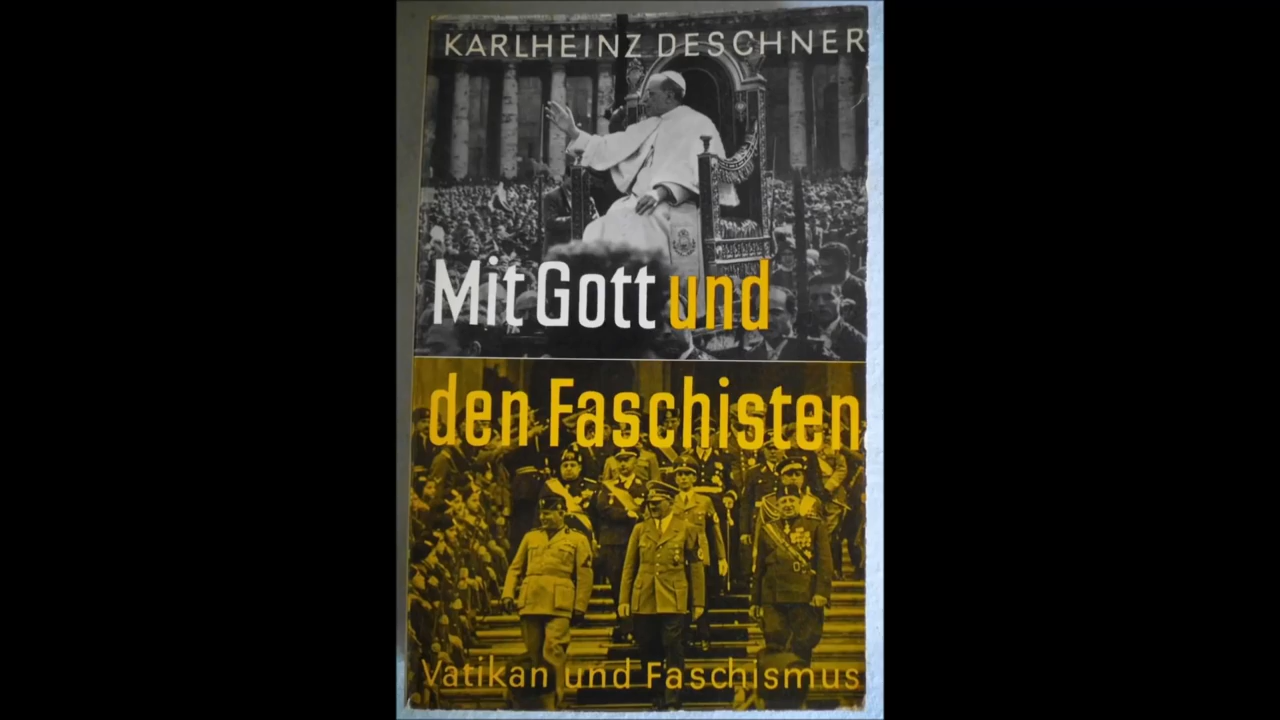 KARLHEINZ DESCHNER
Mit Gott und
den Faschisten
Vatikan und Faschismus